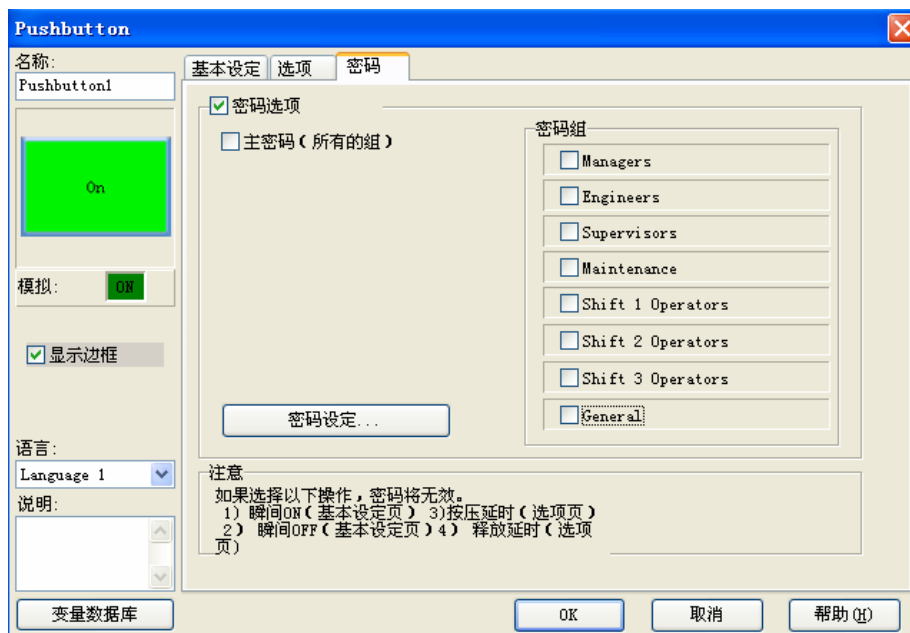 Pushbutton
名称:
Pushbutton1
On
模拟:
ON
显示边框
语言:
Language 1
说明:
变量数据库
基本设定
选项
密码
密码选项
主密码(所有的组)
密码设定...
密码组
Managers
Engineers
Supervisors
Maintenance
Shift 1 Operators
Shift 2 Operators
Shift 3 Operators
General
注意
如果选择以下操作,密码将无效。
1) 瞬间ON(基本设定页) 3)按压延时(选项页)
2) 瞬间OFF(基本设定页)4) 释放延时(选项
页)
OK
取消
帮助(H)